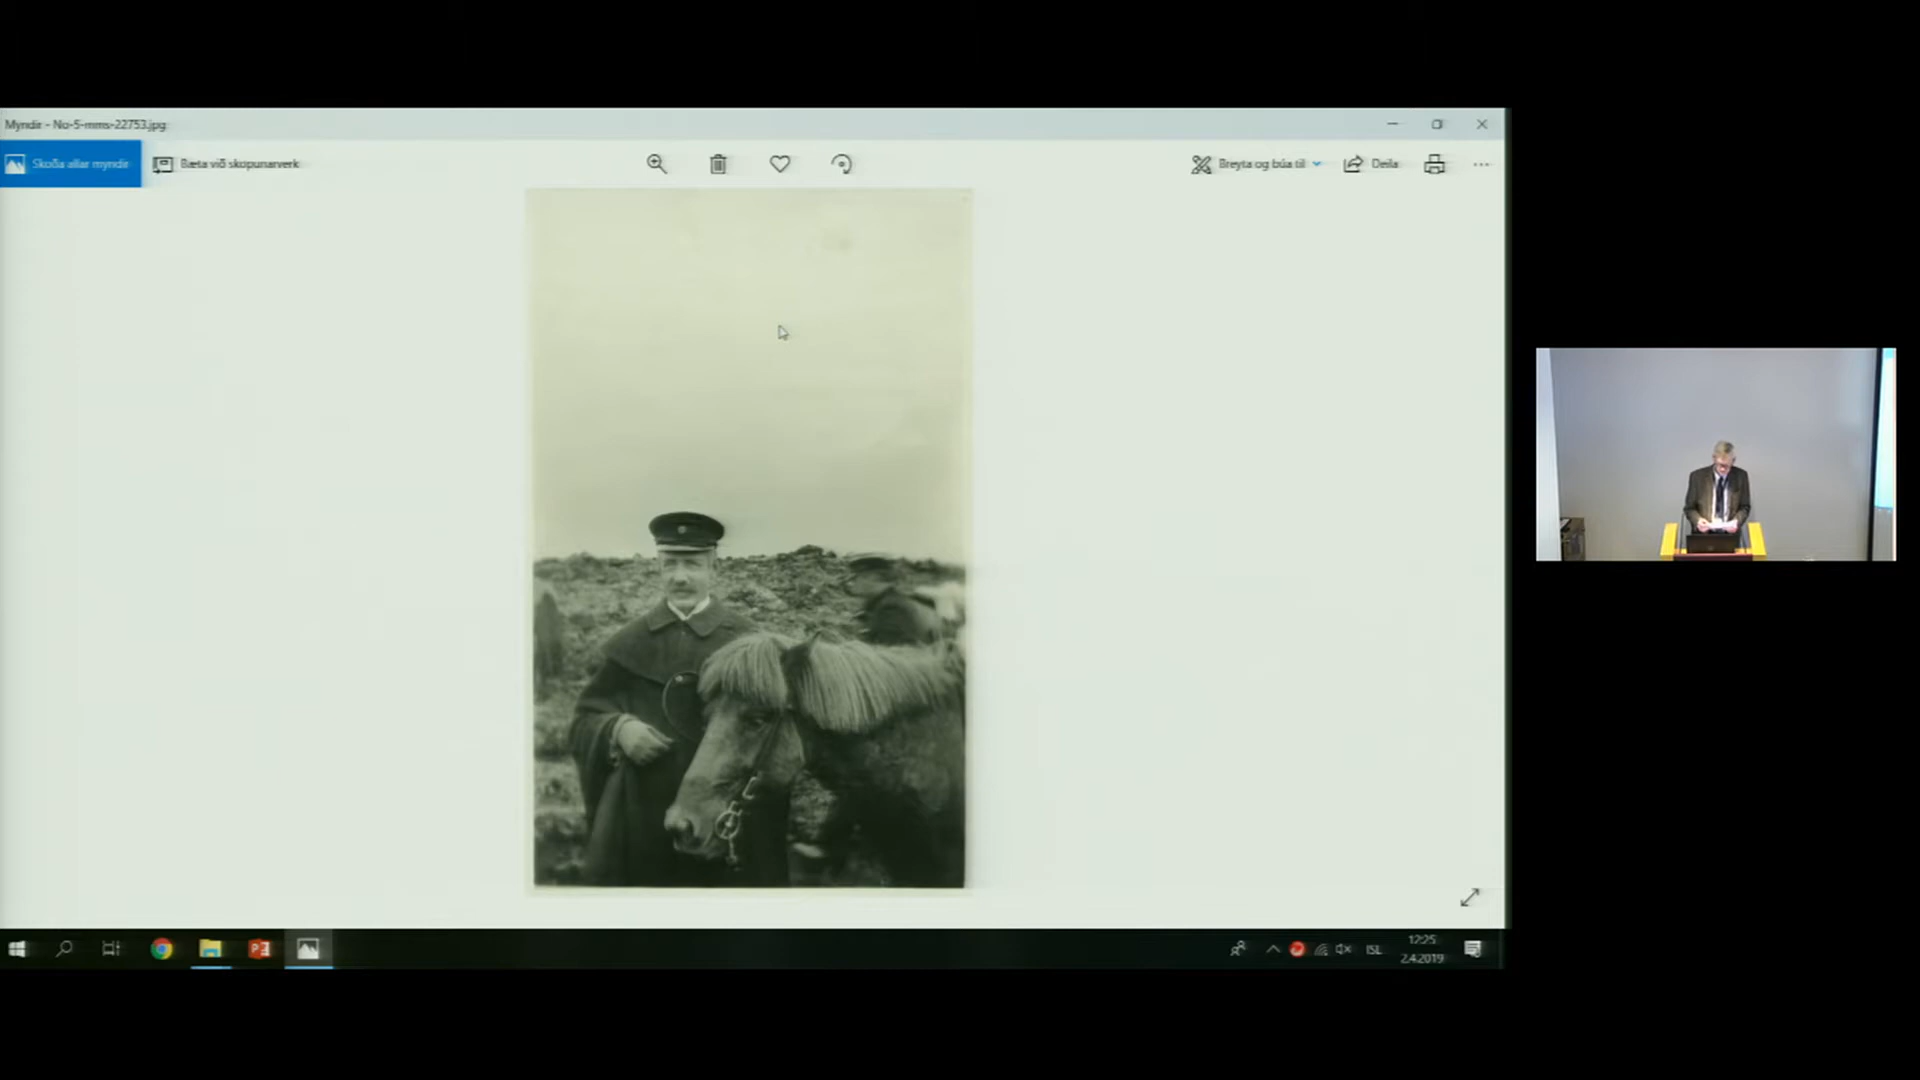 Myndir - No-5-mms-22753.jpg
Skoða allar myndir
Bæta við sköpunarverk
Breyta og búa til
Deila
ISL
12:25
2.4.2019